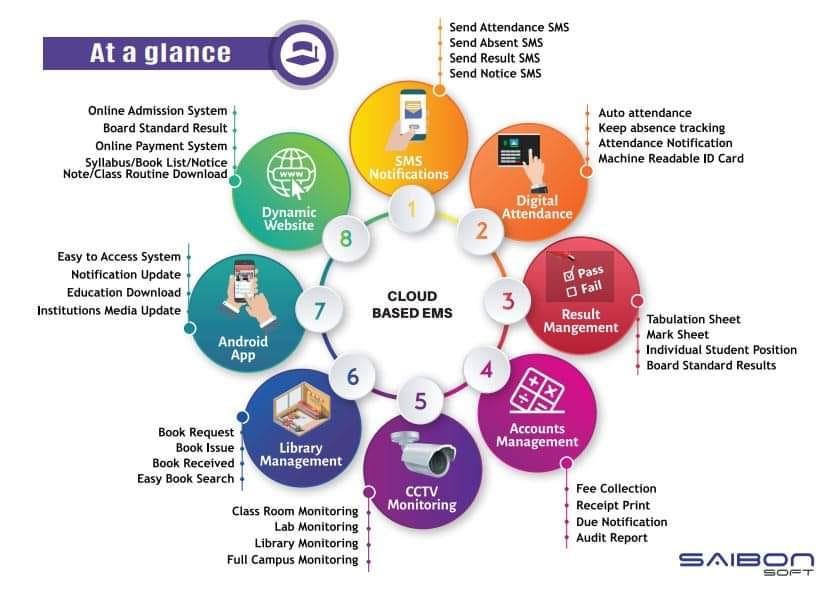 At a glance
Send Attendance SMS
Send Absent SMS
Send Result SMS
Send Notice SMS
SMS
Notifications
1
Auto attendance
Keep absence tracking
Attendance Notification
Machine Readable ID Card
Digital
Attendance
2
Pass
Fail
Result
Mangement
3
Tabulation Sheet
Mark Sheet
Individual Student Position
Board Standard Results
Accounts
Management
4
Fee Collection
Receipt Print
Due Notification
Audit Report
CCTV
Monitoring
5
Class Room Monitoring
Lab Monitoring
Library Monitoring
Full Campus Monitoring
Library
Management
6
Book Request
Book Issue
Book Received
Easy Book Search
Android
App
7
Easy to Access System
Notification Update
Education Download
Institutions Media Update
www
Dynamic
Website
8
Online Admission System
Board Standard Result
Online Payment System
Syllabus/Book List/Notice
Note/Class Routine Download
CLOUD
BASED EMS
SAIBON
SOFT